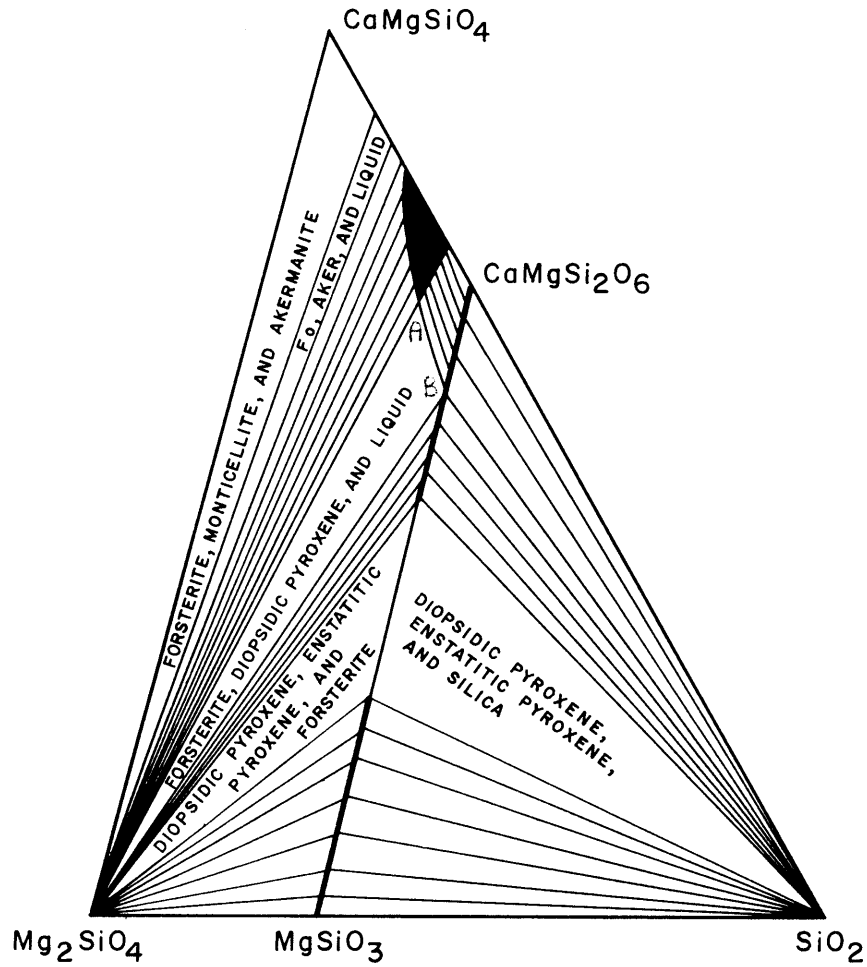 CaMgSiO4
FORSTERITE, MONTICELLITE, AND AKERMANITE
Fo, AKER, AND LIQUID
CaMgSi2O6
A
B
FORSTERITE, DIOPSIDIC PYROXENE, AND LIQUID
DIOPSIDIC PYROXENE, ENSTATITIC
PYROXENE, AND
FORSTERITE
DIOPSIDIC PYROXENE,
ENSTATITIC PYROXENE,
AND SILICA
Mg2SiO4
MgSiO3
SiO2